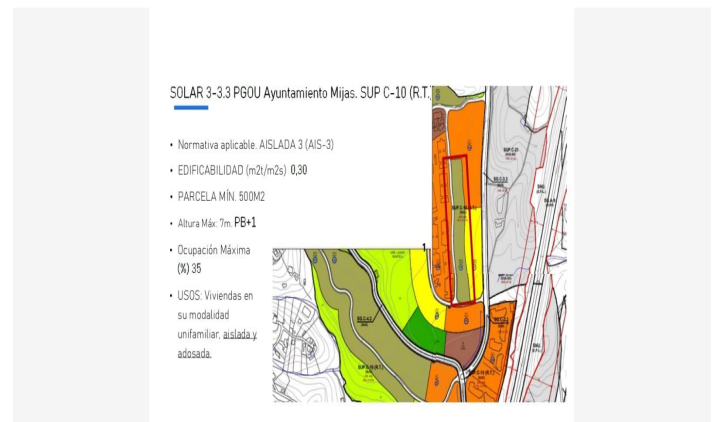 SOLAR 3-3.3 PGOU Ayuntamiento Mijas. SUP C-10 (R.T.)
• Normativa aplicable. AISLADA 3 (AIS-3)
• EDIFICABILIDAD (m2t/m2s) 0,30
• PARCELA MÍN. 500M2
• Altura Máx: 7m. PB+1
• Ocupación Máxima
(%) 35
• USOS: Viviendas en
su modalidad
unifamiliar, aislada y
adosada.
1